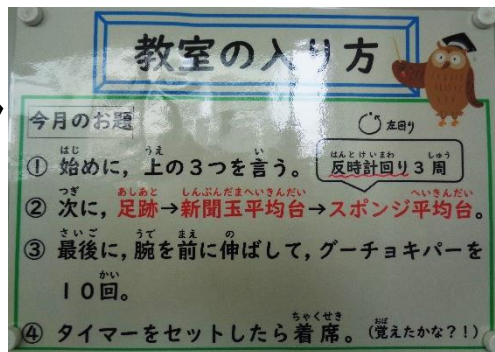 教室の入り方
今月のお題
左回り
① 始めに，上の3つを言う。
反時計回り3周
② 次に，足跡→新聞玉平均台→スポンジ平均台。
③ 最後に，腕を前に伸ばして，グーチョキパーを
10回。
④ タイマーをセットしたら着席。（覚えたかな？！）